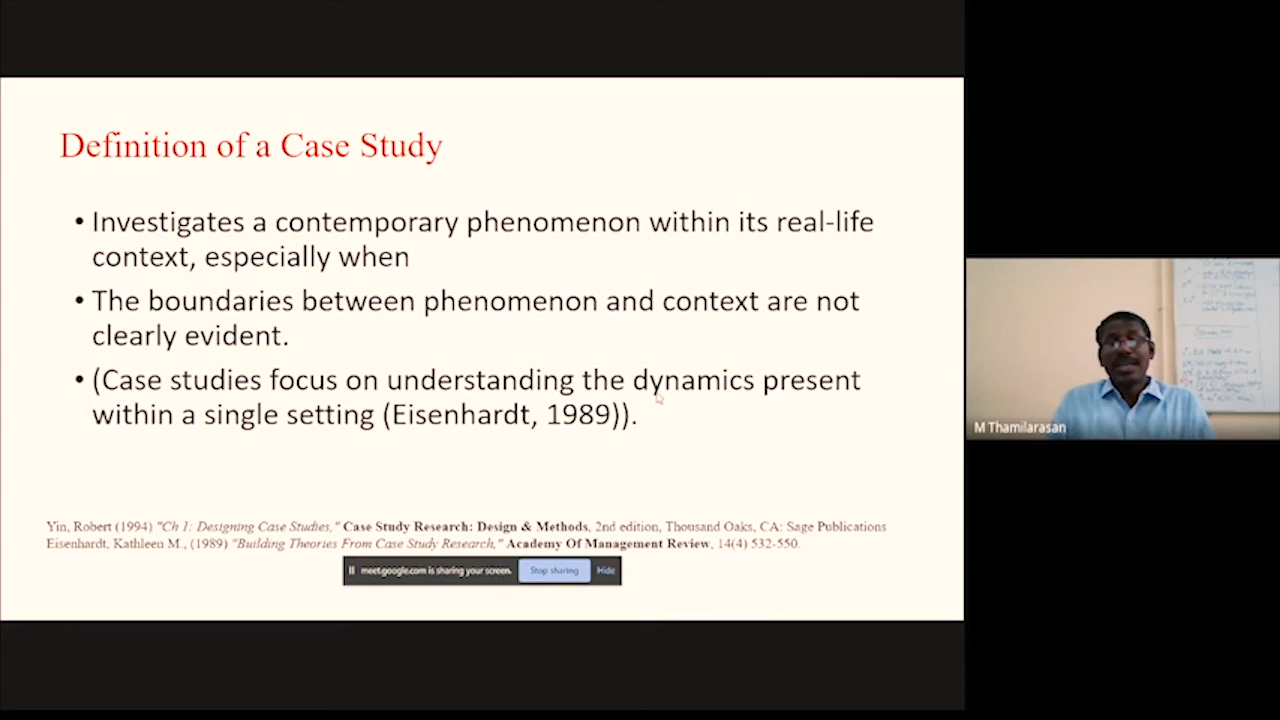 Definition of a Case Study
• Investigates a contemporary phenomenon within its real-life
context, especially when
• The boundaries between phenomenon and context are not
clearly evident.
• (Case studies focus on understanding the dynamics present
within a single setting (Eisenhardt, 1989)).
Yin, Robert (1994) "Ch 1: Designing Case Studies," Case Study Research: Design & Methods, 2nd edition, Thousand Oaks, CA: Sage Publications
Eisenhardt, Kathleen M., (1989) "Building Theories From Case Study Research," Academy Of Management Review, 14(4) 532-550.
meet.google.com is sharing your screen. Stop sharing Hide
M Thamilarasan